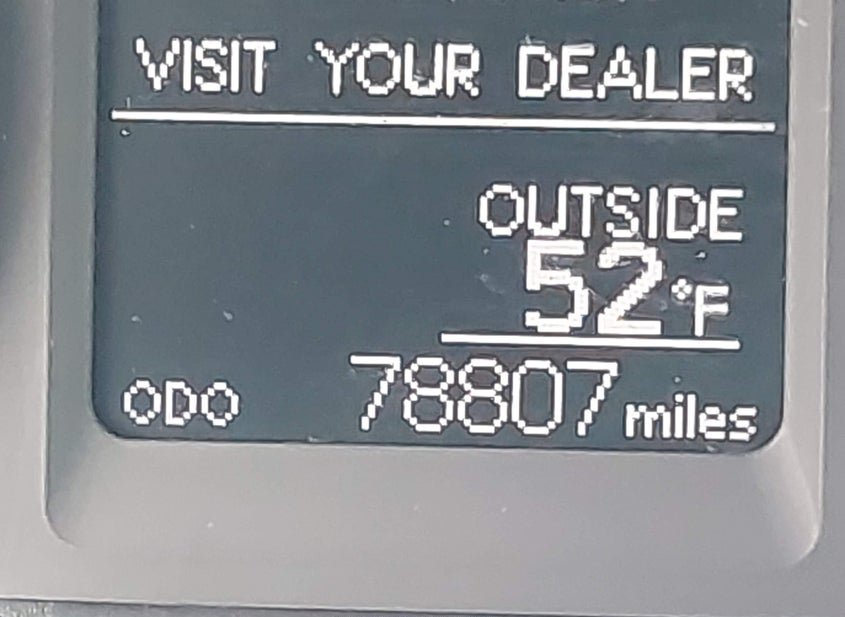 VISIT YOUR DEALER
OUTSIDE
52°F
ODO 78807 miles